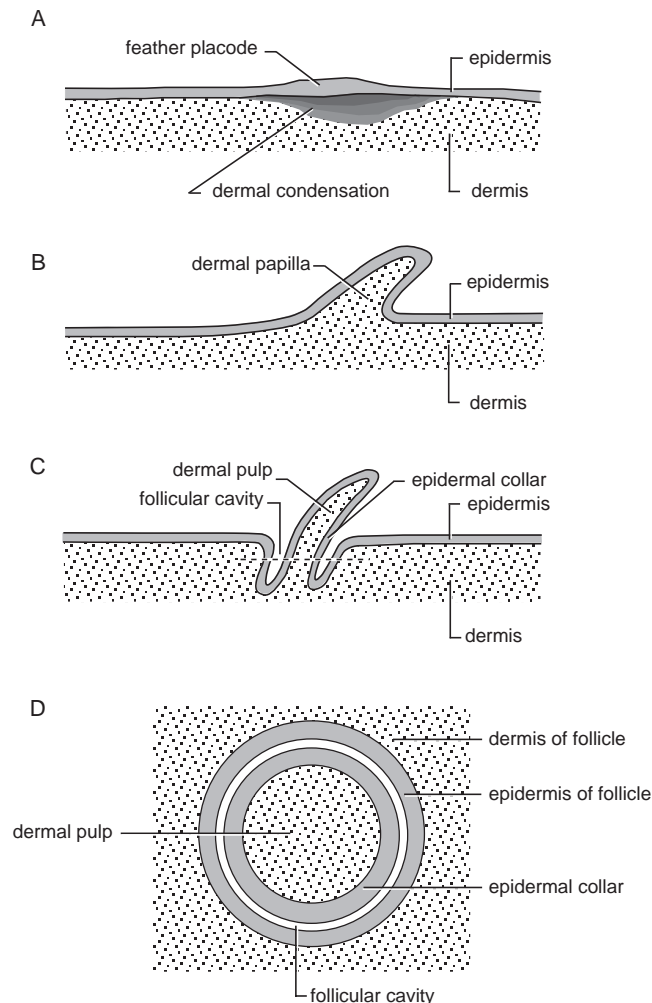 A
feather placode
epidermis
dermal condensation
dermis
B
dermal papilla
epidermis
dermis
C
dermal pulp
epidermal collar
follicular cavity
epidermis
dermis
D
dermis of follicle
epidermis of follicle
dermal pulp
epidermal collar
follicular cavity